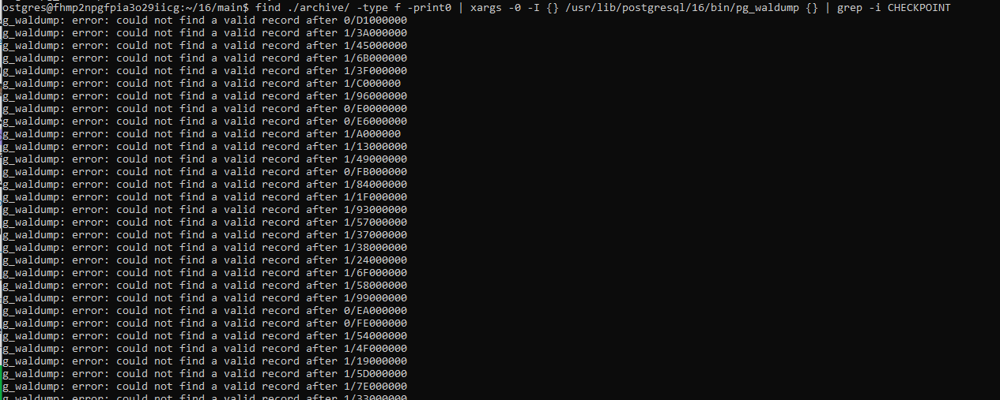 ostgres@fhmp2npgfpia3o29iicg:~/16/main$ find ./archive/ -type f -print0 | xargs -0 -I {} /usr/lib/postgresql/16/bin/pg_waldump {} | grep -i CHECKPOINT
g_waldump: error: could not find a valid record after 0/D1000000
g_waldump: error: could not find a valid record after 1/3A000000
g_waldump: error: could not find a valid record after 1/45000000
g_waldump: error: could not find a valid record after 1/6B000000
g_waldump: error: could not find a valid record after 1/3F000000
g_waldump: error: could not find a valid record after 1/C000000
g_waldump: error: could not find a valid record after 1/96000000
g_waldump: error: could not find a valid record after 0/E0000000
g_waldump: error: could not find a valid record after 0/E6000000
g_waldump: error: could not find a valid record after 1/A000000
g_waldump: error: could not find a valid record after 1/13000000
g_waldump: error: could not find a valid record after 1/49000000
g_waldump: error: could not find a valid record after 0/FB000000
g_waldump: error: could not find a valid record after 1/84000000
g_waldump: error: could not find a valid record after 1/1F000000
g_waldump: error: could not find a valid record after 1/93000000
g_waldump: error: could not find a valid record after 1/57000000
g_waldump: error: could not find a valid record after 1/37000000
g_waldump: error: could not find a valid record after 1/38000000
g_waldump: error: could not find a valid record after 1/24000000
g_waldump: error: could not find a valid record after 1/6F000000
g_waldump: error: could not find a valid record after 1/58000000
g_waldump: error: could not find a valid record after 1/99000000
g_waldump: error: could not find a valid record after 0/EA000000
g_waldump: error: could not find a valid record after 0/FE000000
g_waldump: error: could not find a valid record after 1/54000000
g_waldump: error: could not find a valid record after 1/4F000000
g_waldump: error: could not find a valid record after 1/19000000
g_waldump: error: could not find a valid record after 1/5D000000
g_waldump: error: could not find a valid record after 1/7E000000
g_waldump: error: could not find a valid record after 1/33000000